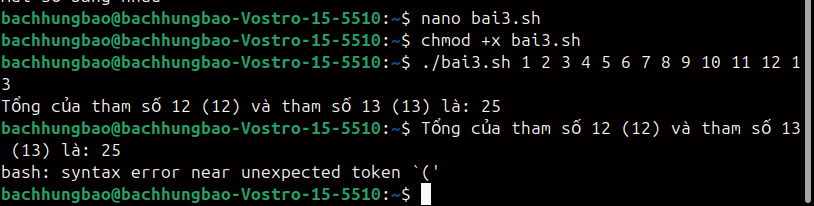 bachhungbao@bachhungbao-Vostro-15-5510:~$ nano bai3.sh
bachhungbao@bachhungbao-Vostro-15-5510:~$ chmod +x bai3.sh
bachhungbao@bachhungbao-Vostro-15-5510:~$ ./bai3.sh 1 2 3 4 5 6 7 8 9 10 11 12 1
3
Tổng của tham số 12 (12) và tham số 13 (13) là: 25
bachhungbao@bachhungbao-Vostro-15-5510:~$ Tổng của tham số 12 (12) và tham số 13
 (13) là: 25
bash: syntax error near unexpected token `('
bachhungbao@bachhungbao-Vostro-15-5510:~$